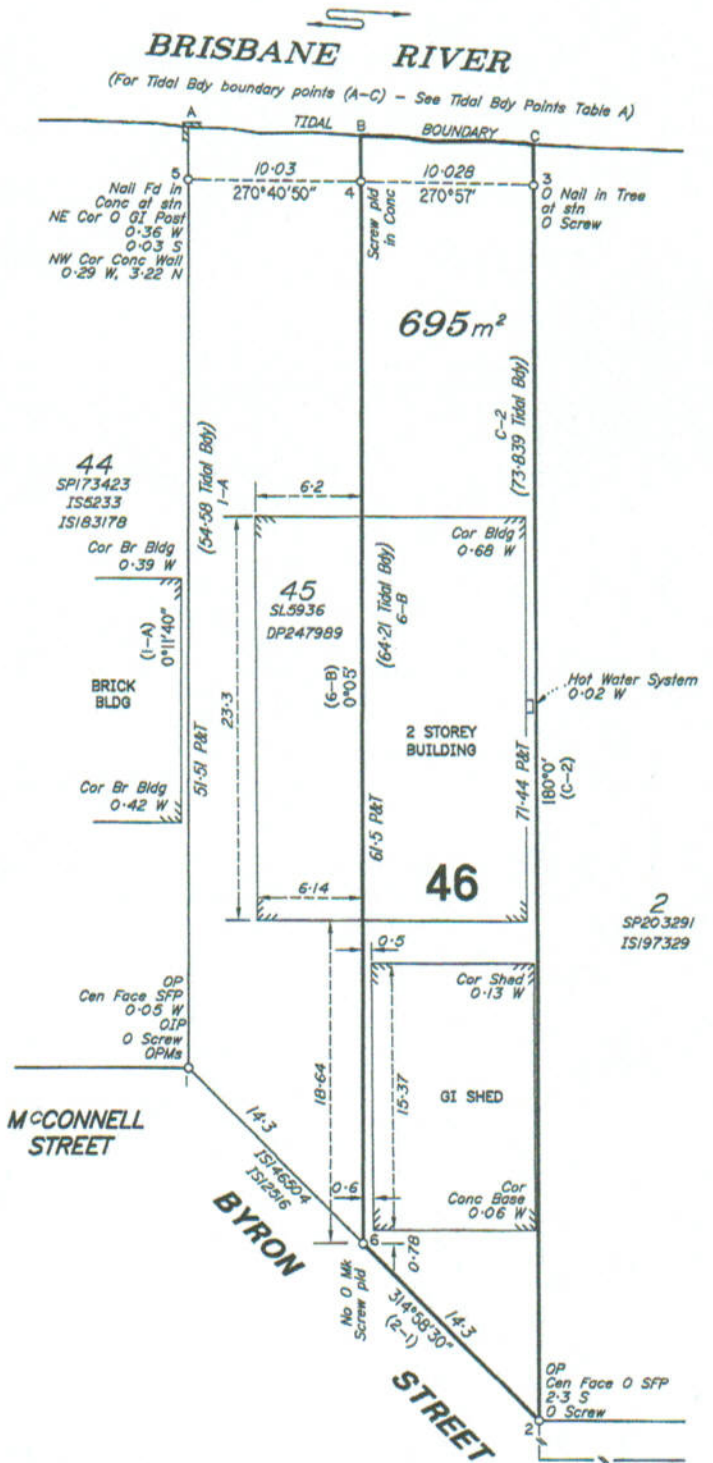 BRISBANE RIVER
(For Tidal Bdy boundary points (A-C) - See Tidal Bdy Points Table A)
A
TIDAL
B
BOUNDARY
C
5
10·03
270°40'50"
4
10·028
270°57'
3
Nail Fd in
Conc at stn
NE Cor O GI Post
0·36 W
0·03 S
NW Cor Conc Wall
0·29 W, 3·22 N
Screw pld
in Conc
O Nail in Tree
at stn
O Screw
695m²
C-2
(73·839 Tidal Bdy)
44
SP173423
IS5233
IS183178
(54·58 Tidal Bdy)
1-A
6·2
Cor Br Bldg
0·39 W
Cor Bldg
0·68 W
45
SL5936
DP247989
(64·21 Tidal Bdy)
6-B
(1-A)
0°11'40"
BRICK
BLDG
23·3
(6-B)
0°05'
Hot Water System
0·02 W
2 STOREY
BUILDING
51·51 P&T
Cor Br Bldg
0·42 W
61·5 P&T
71·44 P&T
180°0'
(C-2)
46
6·14
2
SP203291
IS197329
0·5
OP
Cen Face SFP
0·05 W
OIP
O Screw
OPMs
Cor Shed
0·13 W
18·64
15·37
GI SHED
1
McCONNELL
STREET
14·3
IS146504
IS12516
0·6
Cor
Conc Base
0·06 W
BYRON
6
0·78
No O Mk
Screw pld
14·3
314°58'30"
(2-1)
STREET
OP
Cen Face O SFP
2·3 S
O Screw
2